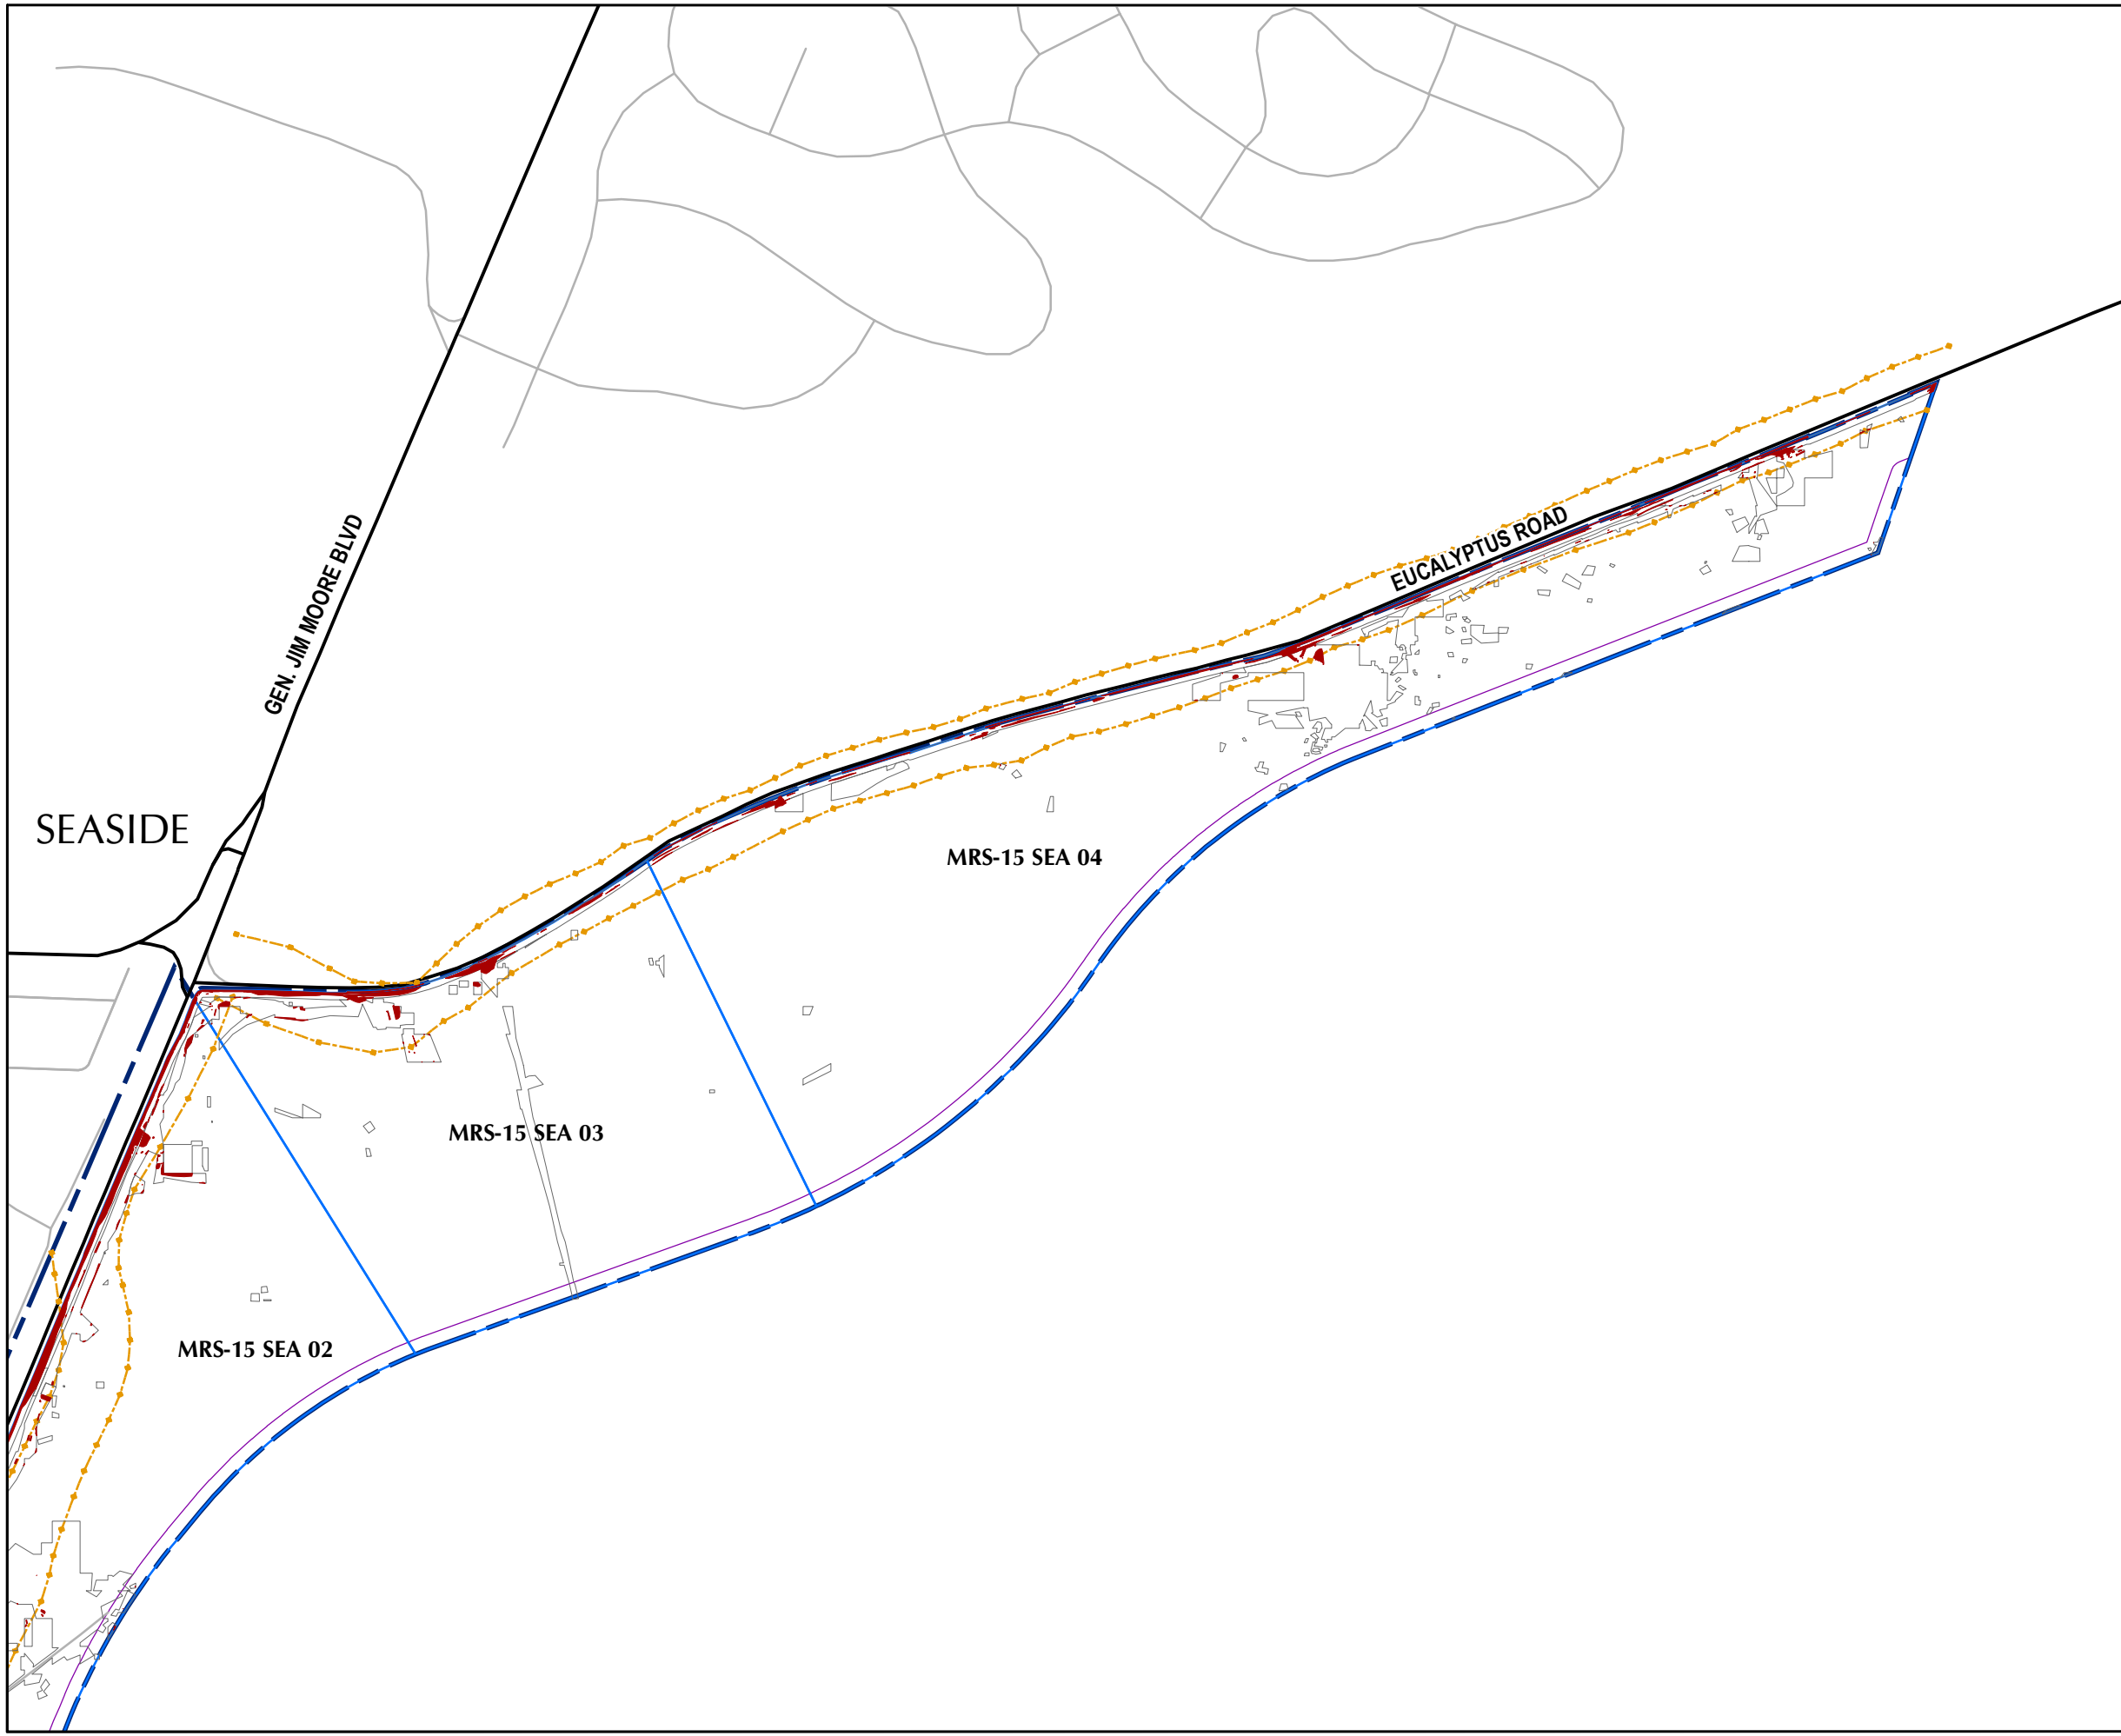 EUCALYPTUS ROAD
GEN. JIM MOORE BLVD
SEASIDE
MRS-15 SEA 04
MRS-15 SEA 03
MRS-15 SEA 02